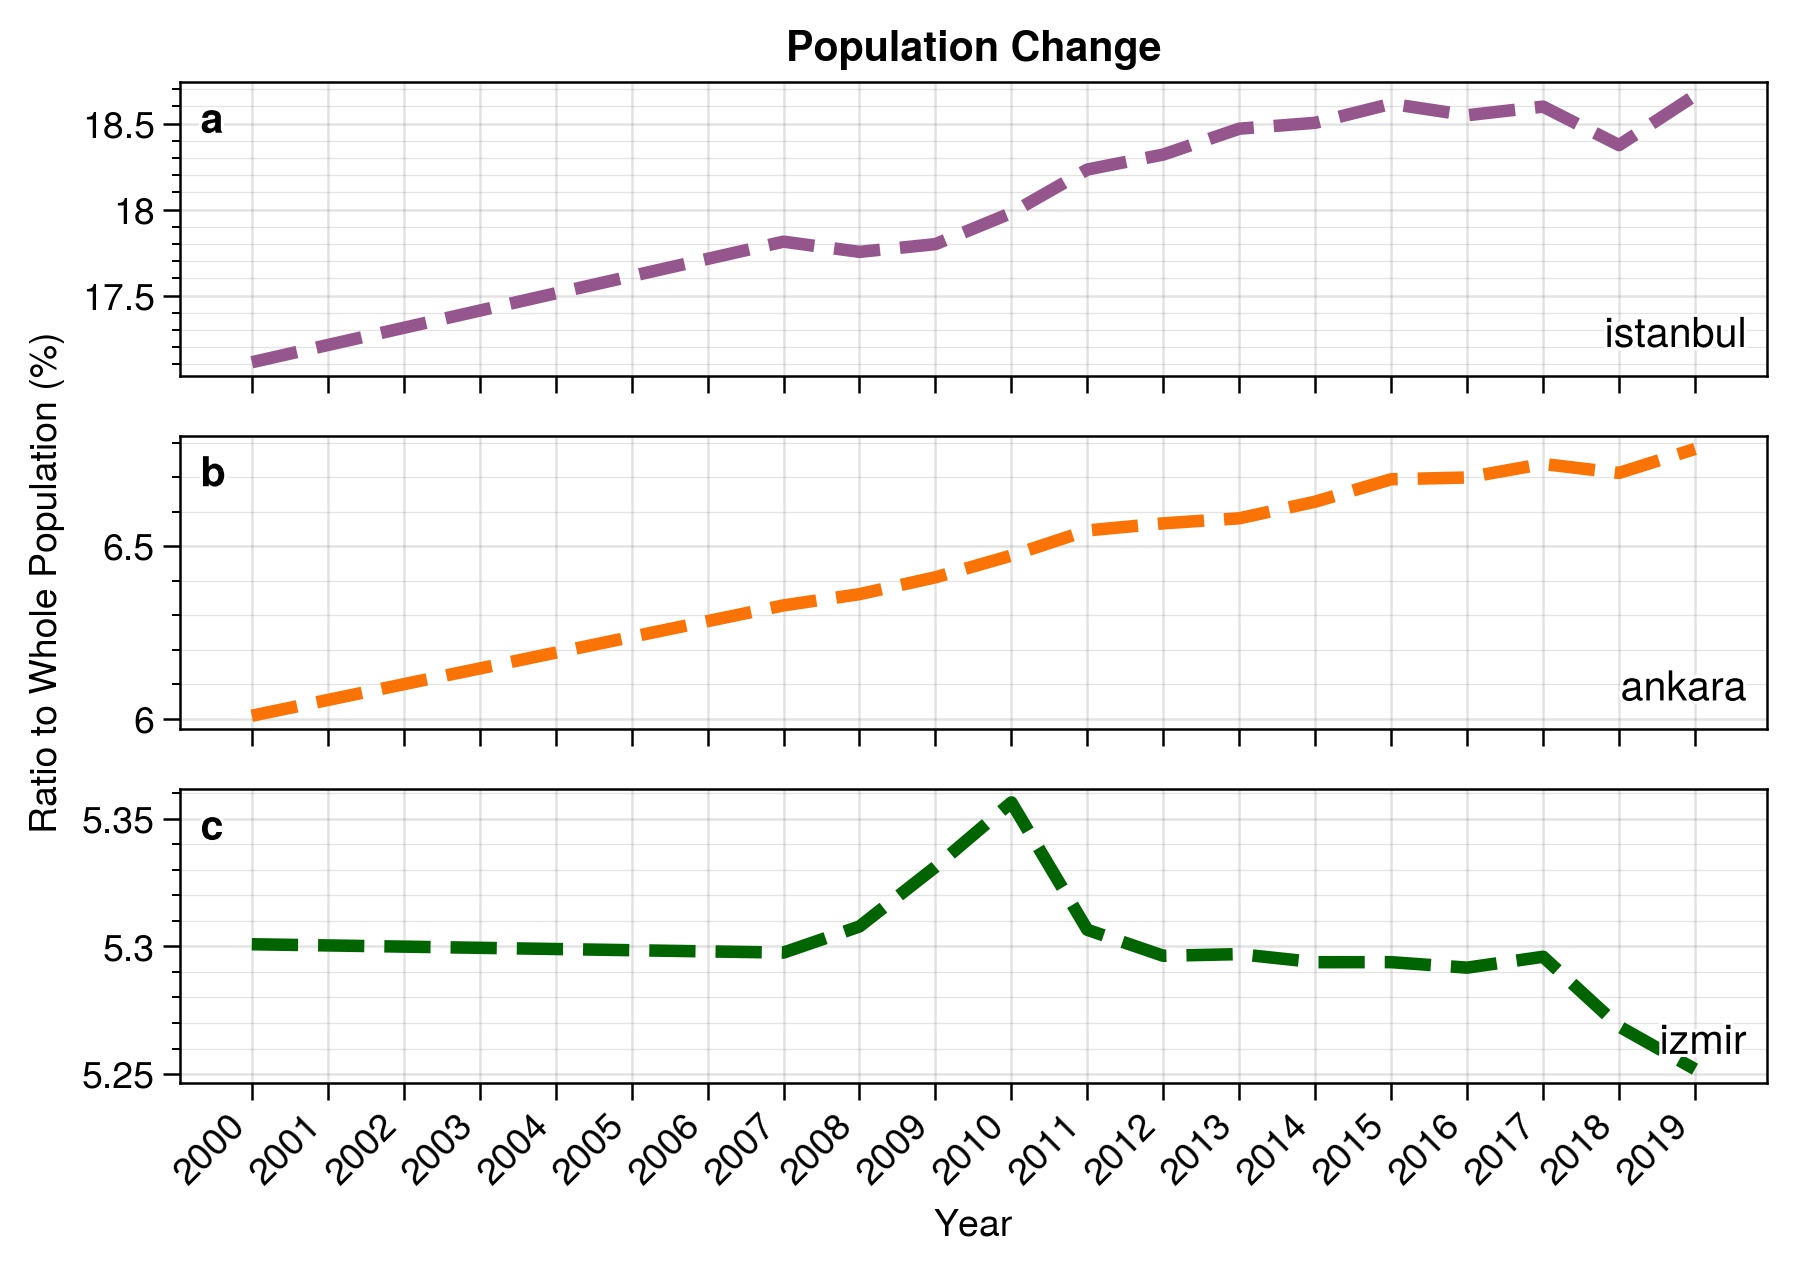 Population Change
Ratio to Whole Population (%)
a
18.5
18
17.5
istanbul
b
6.5
6
ankara
c
5.35
5.3
5.25
izmir
2000 2001 2002 2003 2004 2005 2006 2007 2008 2009 2010 2011 2012 2013 2014 2015 2016 2017 2018 2019
Year